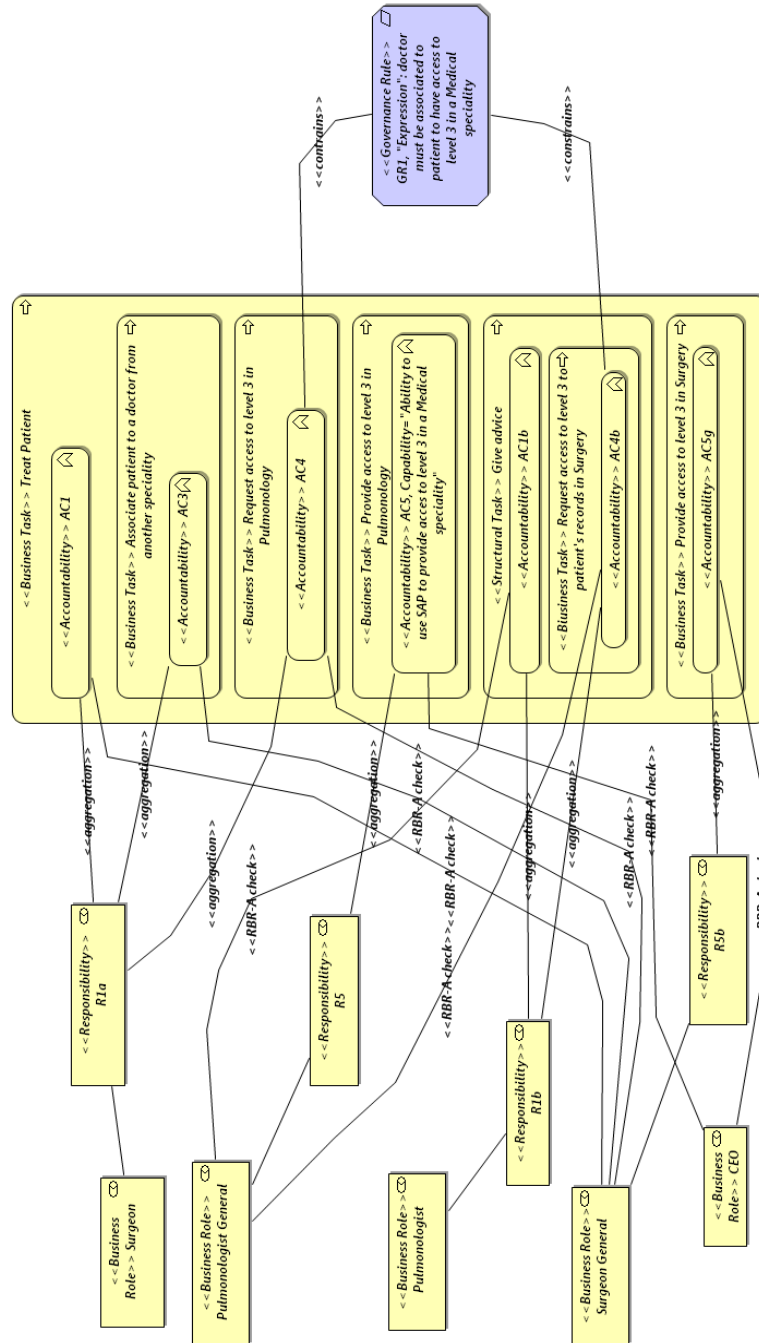 <<Governance Rule>>
GR1, "Expression": doctor
must be associated to
patient to have access to
level 3 in a Medical
speciality
<<contrains>>
<<constrains>>
<<Business Task>> Treat Patient
<<Accountability>> AC1
<<Business Task>> Associate patient to a doctor from
another speciality
<<Accountability>> AC3
<<Business Task>> Request access to level 3 in
Pulmonology
<<Accountability>> AC4
<<Business Task>> Provide access to level 3 in
Pulmonology
<<Accountability>> AC5, Capability="Ability to
use SAP to provide acces to level 3 in a Medical
speciality"
<<Structural Task>> Give advice
<<Accountability>> AC1b
<<Biusiness Task>> Request access to level 3 to
patient's records in Surgery
<<Accountability>> AC4b
<<Business Task>> Provide access to level 3 in Surgery
<<Accountability>> AC5g
<<aggregation>>
<<aggregation>>
<<aggregation>>
<<RBR-A check>>
<<aggregation>>
<<RBR-A check>>
<<RBR-A check>>
<<RBR-A check>>
<<aggregation>>
<<aggregation>>
<<RBR-A check>>
<<RBR-A check>>
<<aggregation>>
<<Responsibility>>
R1a
<<Responsibility>>
R5
<<Responsibility>>
R1b
<<Responsibility>>
R5b
<<Business
Role>> Surgeon
<<Business Role>>
Pulmonologist General
<<Business Role>>
Pulmonologist
<<Business Role>>
Surgeon General
<<Business
Role>> CEO